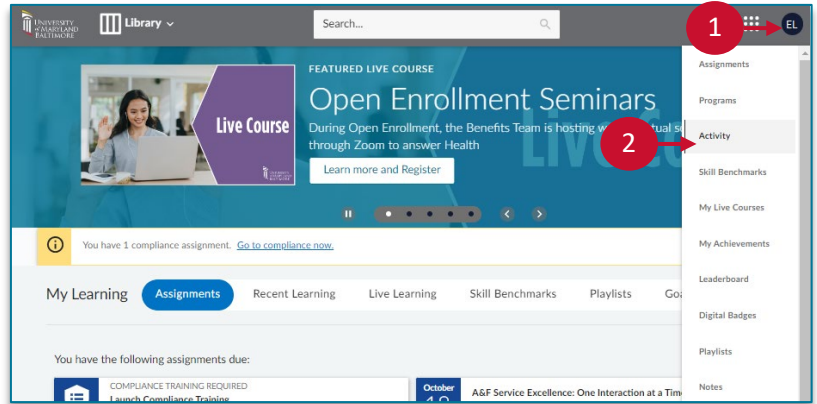 UNIVERSITY
of MARYLAND
BALTIMORE
Library
Search...
1
EL
Assignments
Programs
Activity
2
Skill Benchmarks
My Live Courses
My Achievements
Leaderboard
Digital Badges
Playlists
Notes
FEATURED LIVE COURSE
Open Enrollment Seminars
During Open Enrollment, the Benefits Team is hosting
through Zoom to answer Health
Learn more and Register
Live Course
You have 1 compliance assignment. Go to compliance now.
My Learning Assignments Recent Learning Live Learning Skill Benchmarks Playlists
You have the following assignments due:
COMPLIANCE TRAINING REQUIRED
Launch Compliance Training
October
A&F Service Excellence: One Interaction at a Time